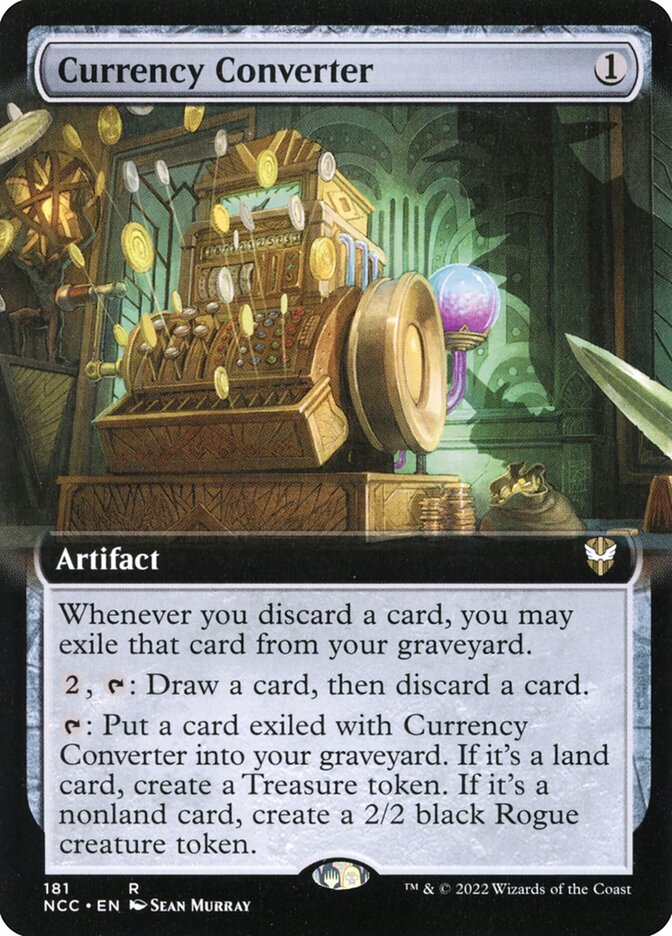 Currency Converter 1
Artifact
Whenever you discard a card, you may
exile that card from your graveyard.
2, : Draw a card, then discard a card.
: Put a card exiled with Currency
Converter into your graveyard. If it's a land
card, create a Treasure token. If it's a
nonland card, create a 2/2 black Rogue
creature token.
181 R
NCC • EN SEAN MURRAY
™ & © 2022 Wizards of the Coast